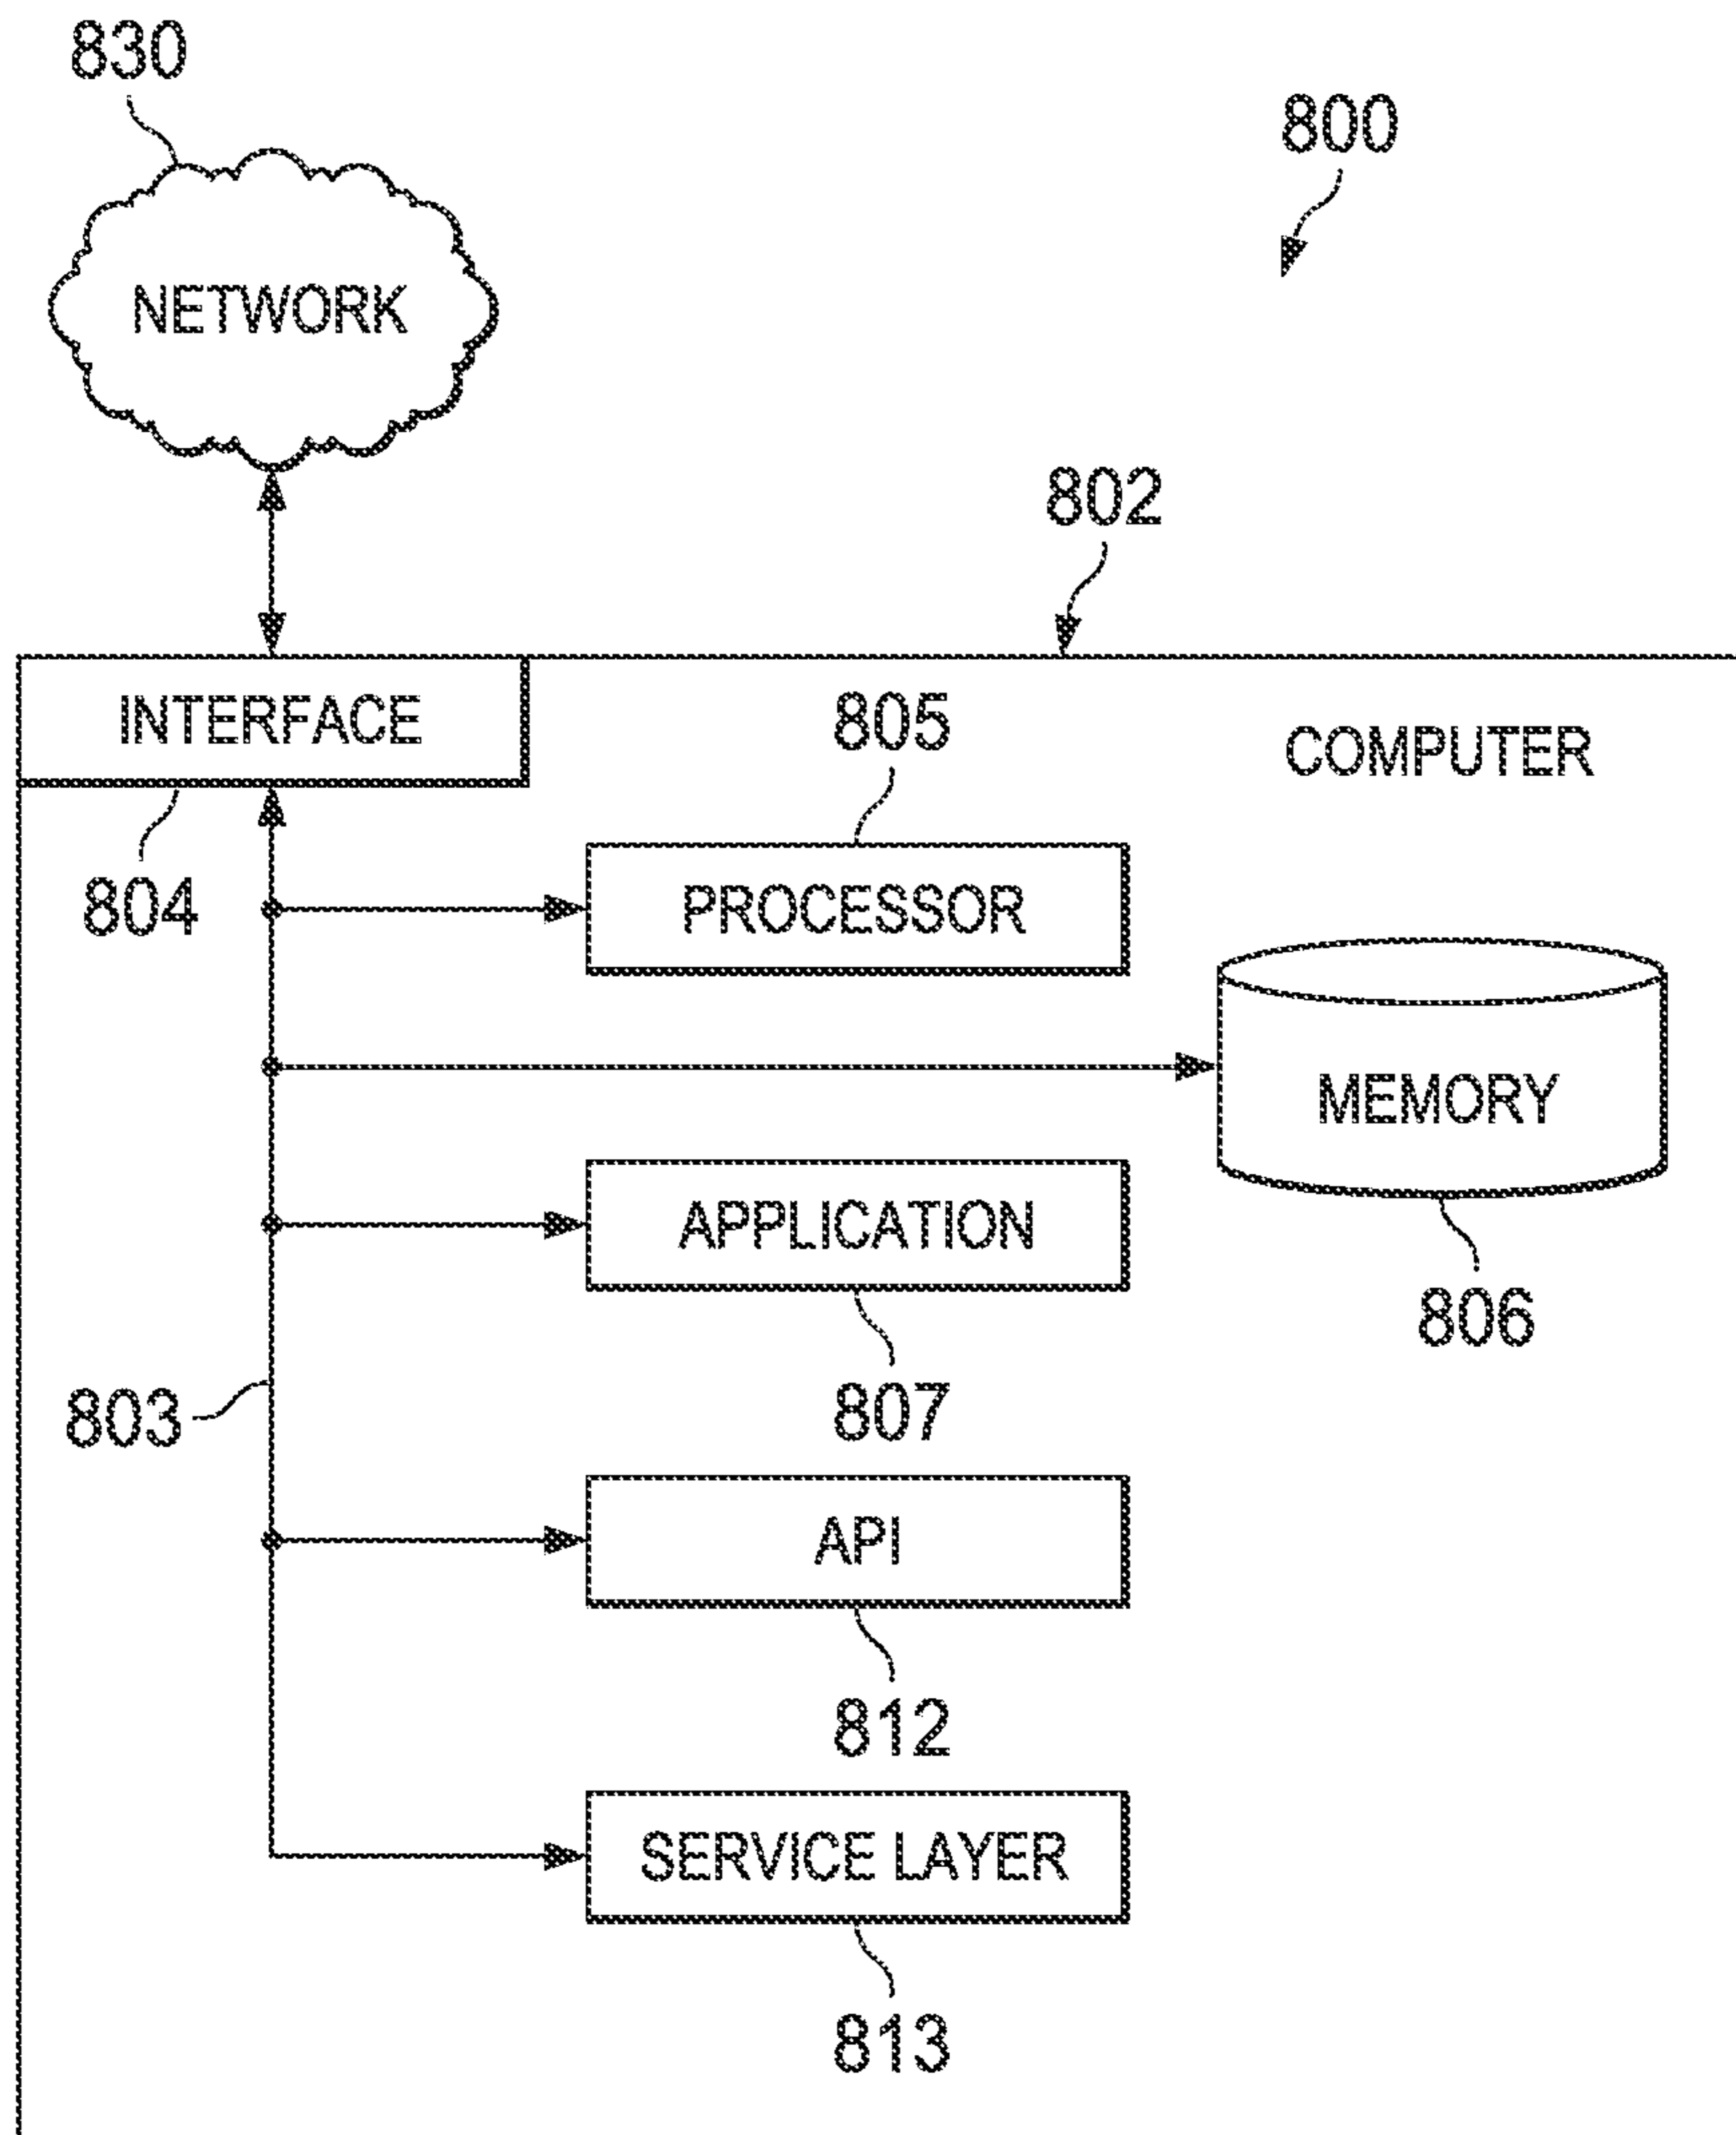 830
800
NETWORK
802
INTERFACE
805
COMPUTER
804
PROCESSOR
MEMORY
APPLICATION
806
803
807
API
812
SERVICE LAYER
813